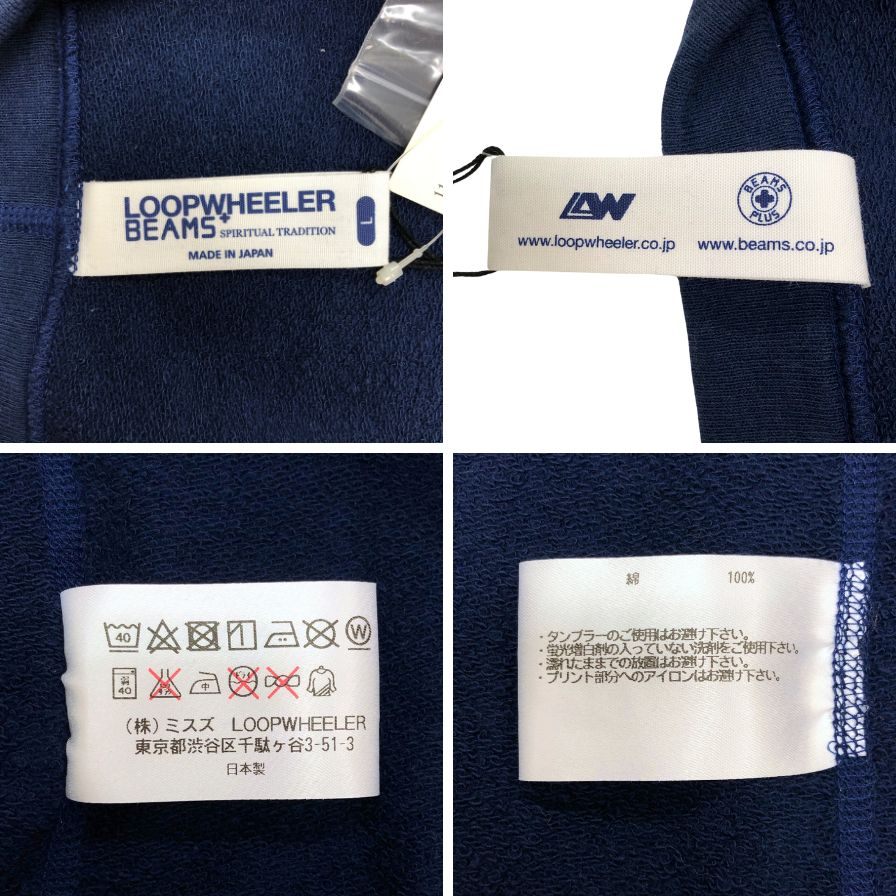 LOOPWHEELER
BEAMS+ SPIRITUAL TRADITION
MADE IN JAPAN
L
LW
BEAMS
PLUS
www.loopwheeler.co.jp
www.beams.co.jp
40
W
弱
40
中
(株)ミスズ LOOPWHEELER
東京都渋谷区千駄ヶ谷3-51-3
日本製
綿 100%
・タンブラーのご使用はお避け下さい。
・蛍光増白剤の入っていない洗剤をご使用下さい。
・濡れたままでの放置はお避け下さい。
・プリント部分へのアイロンはお避け下さい。